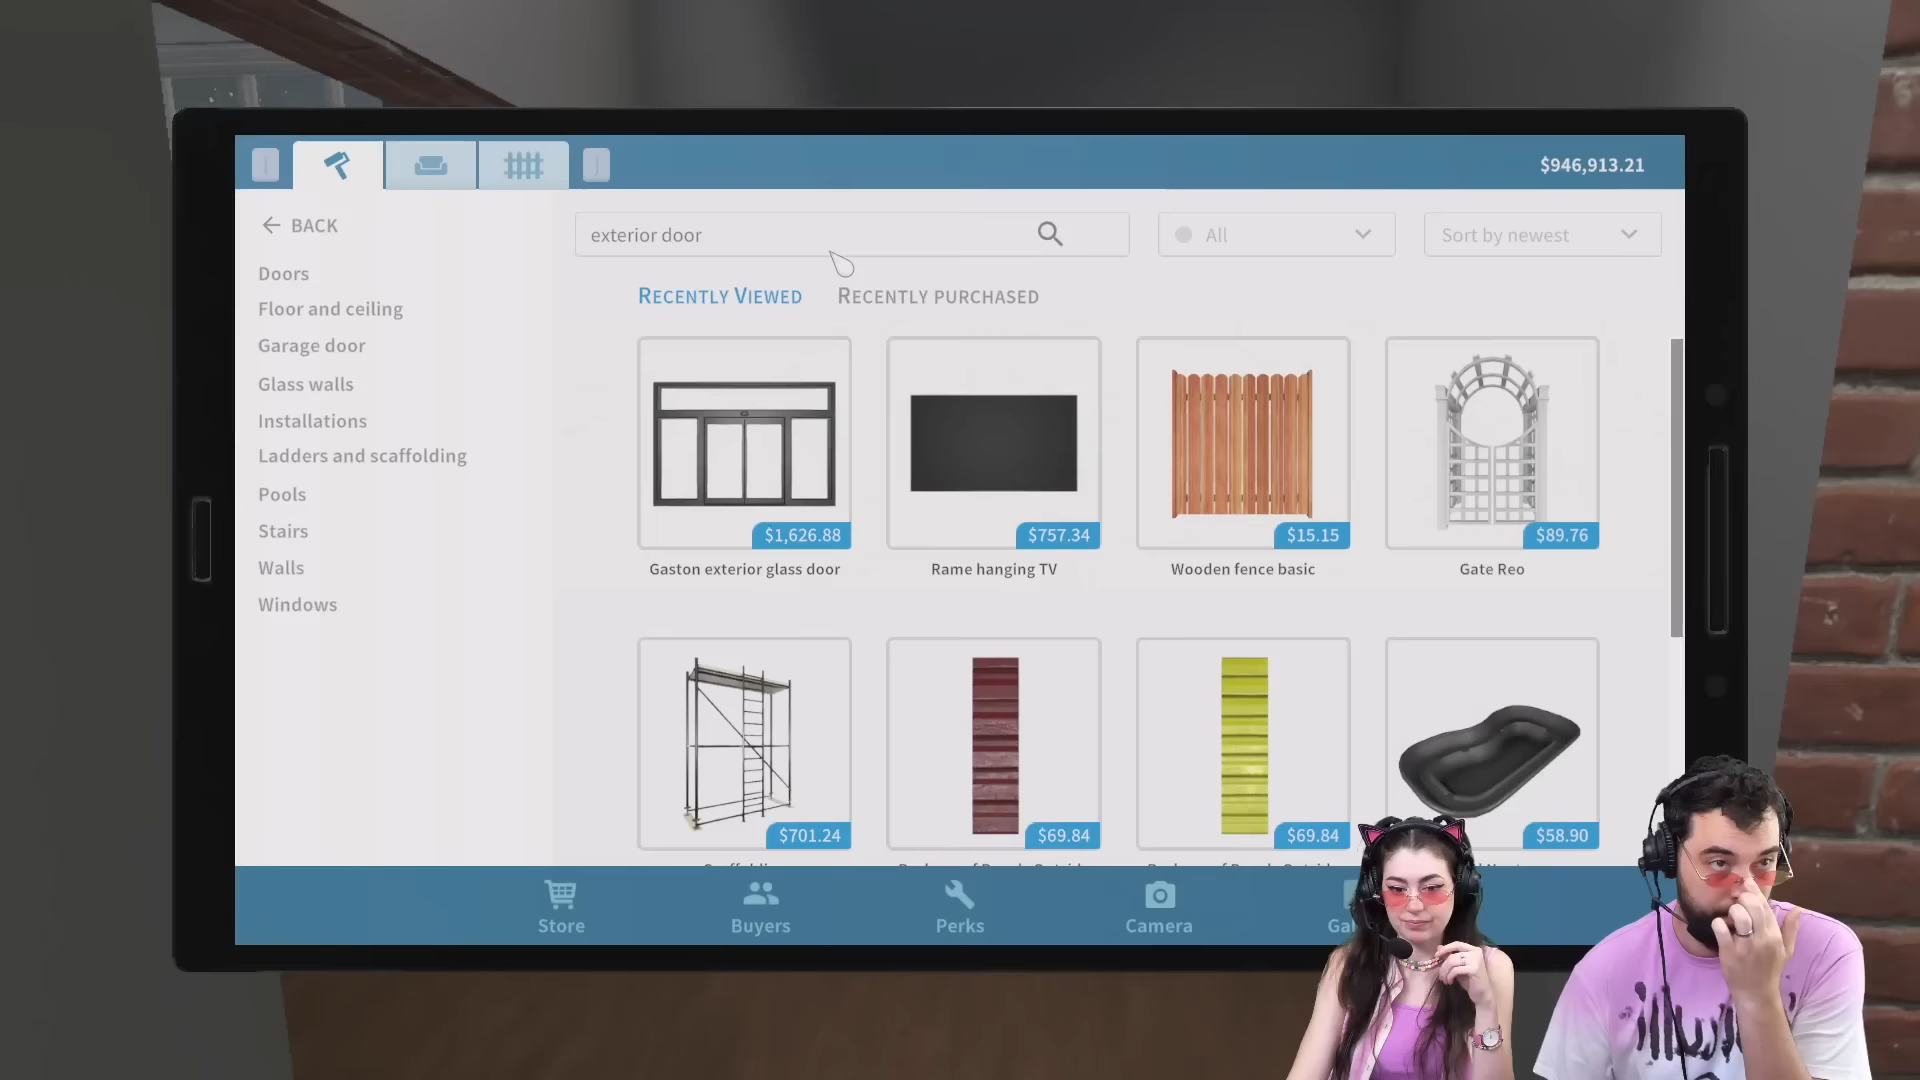 $946,913.21
BACK
exterior door
All
Sort by newest
Doors
Floor and ceiling
Garage door
Glass walls
Installations
Ladders and scaffolding
Pools
Stairs
Walls
Windows
RECENTLY VIEWED
RECENTLY PURCHASED
$1,626.88
$757.34
$15.15
$89.76
Gaston exterior glass door
Rame hanging TV
Wooden fence basic
Gate Reo
$701.24
$69.84
$69.84
$58.90
Store
Buyers
Perks
Camera